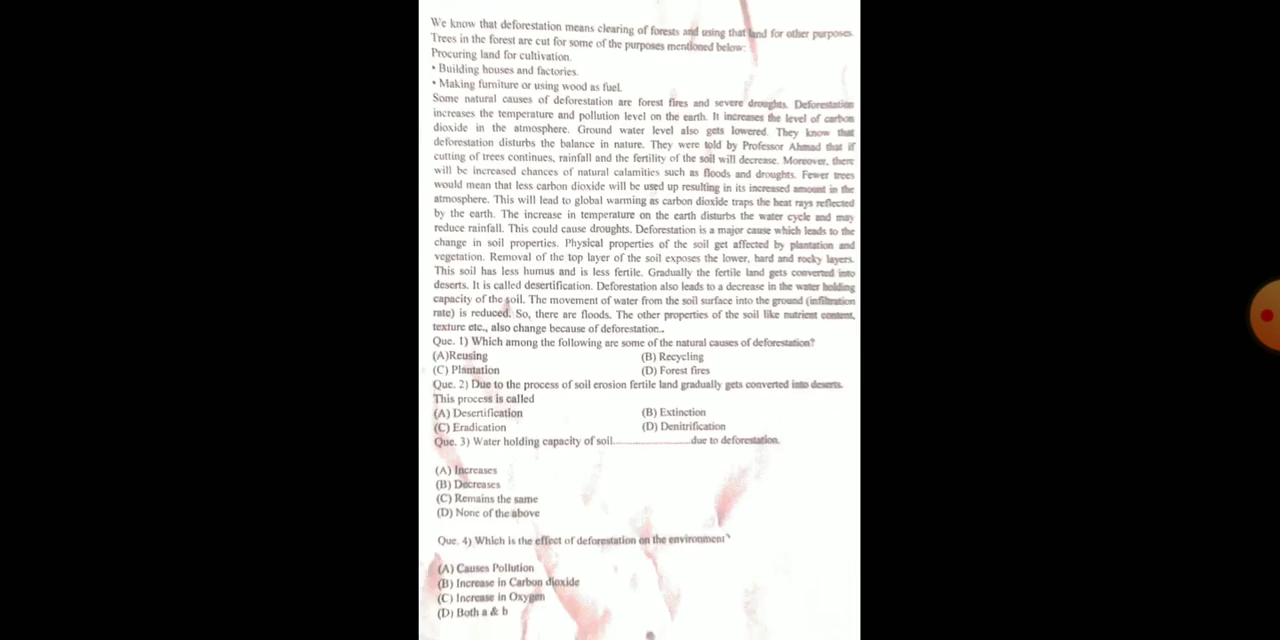 We know that deforestation means clearing of forests and using that land for other purposes.
Trees in the forest are cut for some of the purposes mentioned below:
Procuring land for cultivation.
• Building houses and factories.
• Making furniture or using wood as fuel.
Some natural causes of deforestation are forest fires and severe droughts. Deforestation
increases the temperature and pollution level on the earth. It increases the level of carbon
dioxide in the atmosphere. Ground water level also gets lowered. They know that
deforestation disturbs the balance in nature. They were told by Professor Ahmad that if
cutting of trees continues, rainfall and the fertility of the soil will decrease. Moreover, there
will be increased chances of natural calamities such as floods and droughts. Fewer trees
would mean that less carbon dioxide will be used up resulting in its increased amount in the
atmosphere. This will lead to global warming as carbon dioxide traps the heat rays reflected
by the earth. The increase in temperature on the earth disturbs the water cycle and may
reduce rainfall. This could cause droughts. Deforestation is a major cause which leads to the
change in soil properties. Physical properties of the soil get affected by plantation and
vegetation. Removal of the top layer of the soil exposes the lower, hard and rocky layers.
This soil has less humus and is less fertile. Gradually the fertile land gets converted into
deserts. It is called desertification. Deforestation also leads to a decrease in the water holding
capacity of the soil. The movement of water from the soil surface into the ground (infiltration
rate) is reduced. So, there are floods. The other properties of the soil like nutrient content,
texture etc., also change because of deforestation..
Que. 1) Which among the following are some of the natural causes of deforestation?
(A)Reusing (B) Recycling
(C) Plantation (D) Forest fires
Que. 2) Due to the process of soil erosion fertile land gradually gets converted into deserts.
This process is called
(A) Desertification (B) Extinction
(C) Eradication (D) Denitrification
Que. 3) Water holding capacity of soil........................due to deforestation.
(A) Increases
(B) Decreases
(C) Remains the same
(D) None of the above
Que. 4) Which is the effect of deforestation on the environment?
(A) Causes Pollution
(B) Increase in Carbon dioxide
(C) Increase in Oxygen
(D) Both a & b